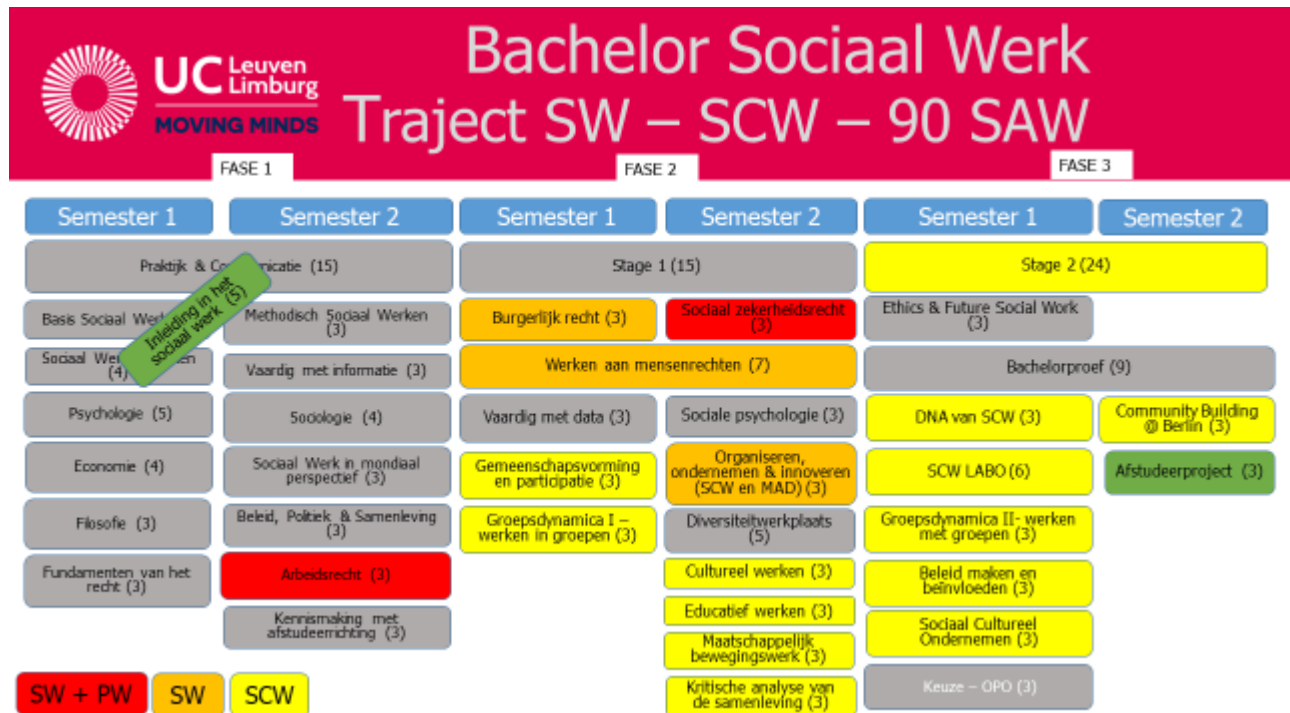 UC Leuven
Limburg
MOVING MINDS
Bachelor Sociaal Werk
Traject SW – SCW – 90 SAW
FASE 1
FASE 2
FASE 3
Semester 1
Semester 2
Semester 1
Semester 2
Semester 1
Semester 2
Praktijk & Co nicatie (15)
Stage 1 (15)
Stage 2 (24)
Inleiding in het
sociaal werk (5)
Basis Sociaal Wer
Methodisch Sociaal Werken
(3)
Burgerlijk recht (3)
Sociaal zekerheidsrecht
(3)
Ethics & Future Social Work
(3)
Sociaal We en
(4)
Vaardig met informatie (3)
Werken aan mensenrechten (7)
Bachelorproef (9)
Psychologie (5)
Sociologie (4)
Vaardig met data (3)
Sociale psychologie (3)
DNA van SCW (3)
Community Building
@ Berlin (3)
Economie (4)
Sociaal Werk in mondiaal
perspectief (3)
Gemeenschapsvorming
en participatie (3)
Organiseren,
ondernemen & innoveren
(SCW en MAD) (3)
SCW LABO (6)
Afstudeerproject (3)
Filosofie (3)
Beleid, Politiek & Samenleving
(3)
Groepsdynamica I –
werken in groepen (3)
Diversiteitwerkplaats
(5)
Groepsdynamica II- werken
met groepen (3)
Fundamenten van het
recht (3)
Arbeidsrecht (3)
Cultureel werken (3)
Beleid maken en
beïnvloeden (3)
Kennismaking met
afstudeerrichting (3)
Educatief werken (3)
Maatschappelijk
bewegingswerk (3)
Sociaal Cultureel
Ondernemen (3)
Kritische analyse van
de samenleving (3)
Keuze – OPO (3)
SW + PW
SW
SCW